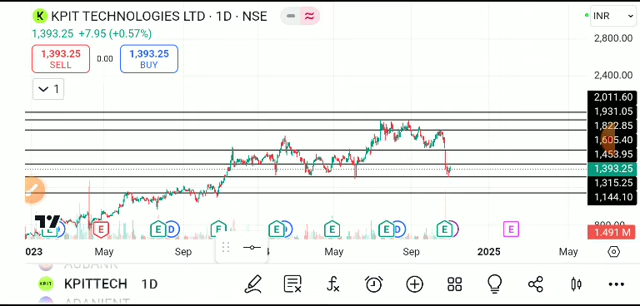 KPIT TECHNOLOGIES LTD · 1D · NSE
INR
1,393.25 +7.95 (+0.57%)
2,800.00
1,393.25 SELL
0.00
1,393.25 BUY
2,400.00
1
2,011.60
1,931.05
1,822.85
1,605.40
1,453.95
1,393.25
1,315.25
1,144.10
1.491 M
E D E E D E E D E E D E E
2023 May Sep May Sep 2025 May
KPITTECH 1D
ADANIENT